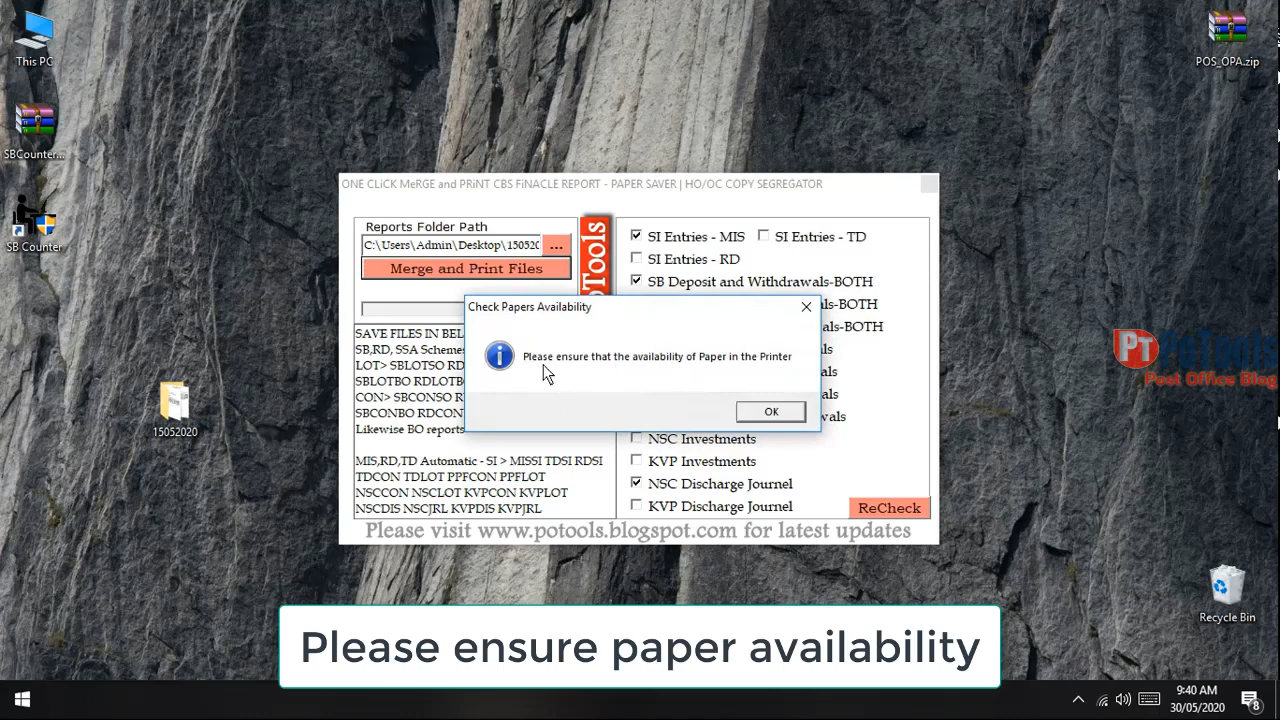 This PC
SBCounter...
SB Counter
15052020
POS_OPA.zip
Recycle Bin
ONE CLiCK MeRGE and PRiNT CBS FiNACLE REPORT - PAPER SAVER | HO/OC COPY SEGREGATOR
Reports Folder Path
C:\Users\Admin\Desktop\150520
...
Merge and Print Files
SAVE FILES IN BEL
SB,RD, SSA Schemes
LOT> SBLOTSO RDL
SBLOTBO RDLOTB
CON> SBCONSO R
SBCONBO RDCON
Likewise BO reports
MIS,RD,TD Automatic - SI > MISSI TDSI RDSI
TDCON TDLOT PPFCON PPFLOT
NSCCON NSCLOT KVPCON KVPLOT
NSCDIS NSCJRL KVPDIS KVPJRL
oTools
SI Entries - MIS
SI Entries - TD
SI Entries - RD
SB Deposit and Withdrawals-BOTH
als-BOTH
als-BOTH
ls
als
als
wals
NSC Investments
KVP Investments
NSC Discharge Journel
KVP Discharge Journel
ReCheck
Please visit www.potools.blogspot.com for latest updates
Check Papers Availability
Please ensure that the availability of Paper in the Printer
OK
PT PoTools
Post Office Blog
Please ensure paper availability
9:40 AM
30/05/2020
8